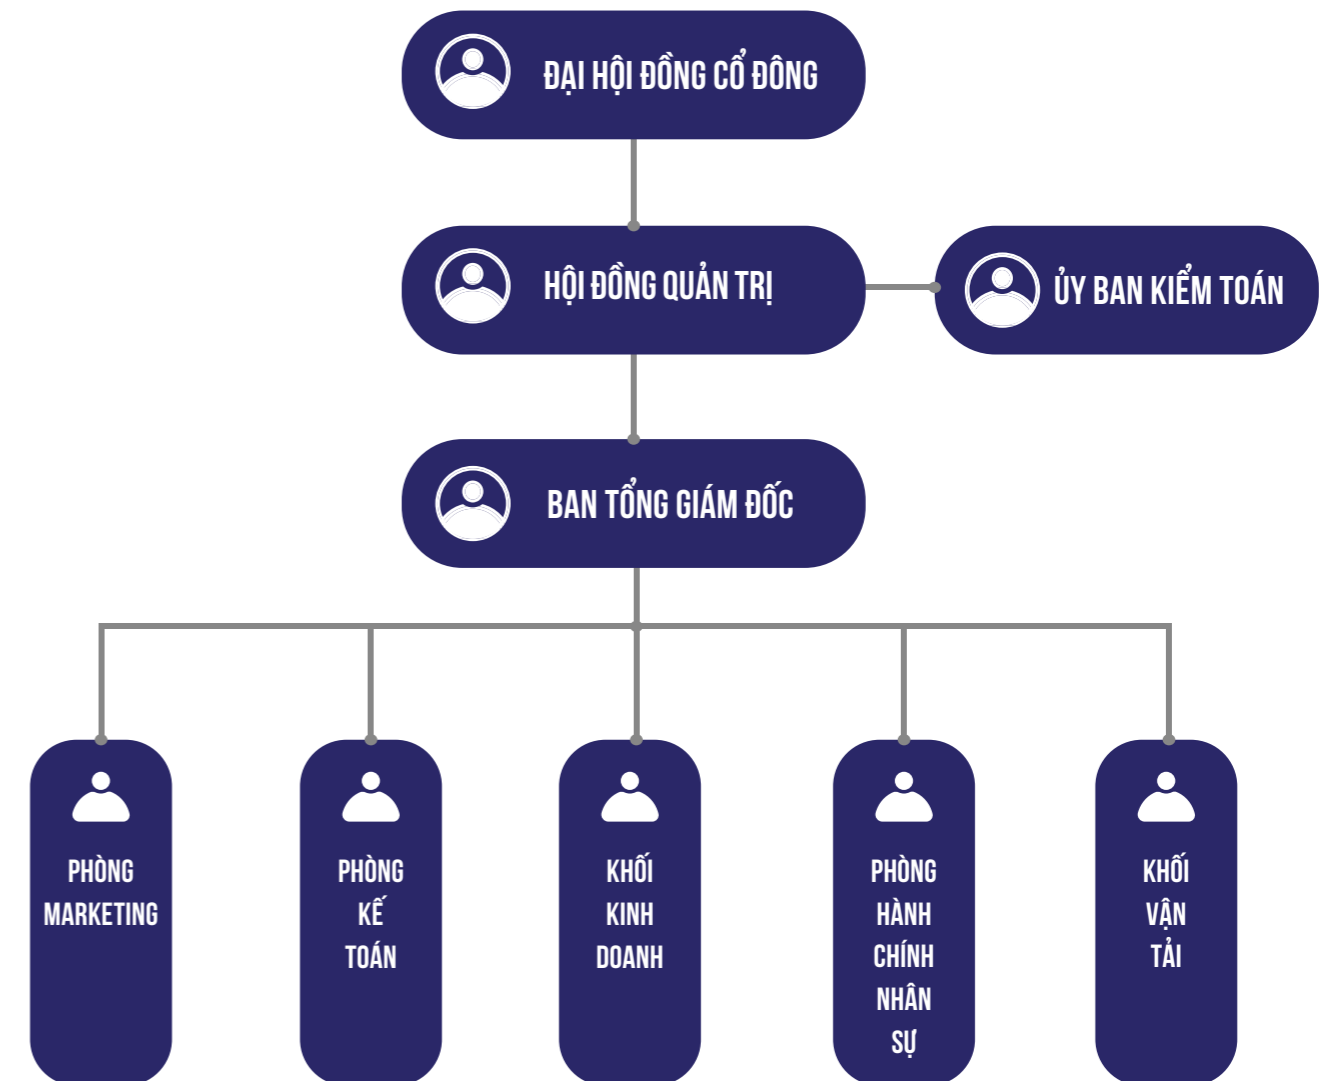 ĐẠI HỘI ĐỒNG CỔ ĐÔNG
HỘI ĐỒNG QUẢN TRỊ
ỦY BAN KIỂM TOÁN
BAN TỔNG GIÁM ĐỐC
PHÒNG
MARKETING
PHÒNG
KẾ
TOÁN
KHỐI
KINH
DOANH
PHÒNG
HÀNH
CHÍNH
NHÂN
SỰ
KHỐI
VẬN
TẢI